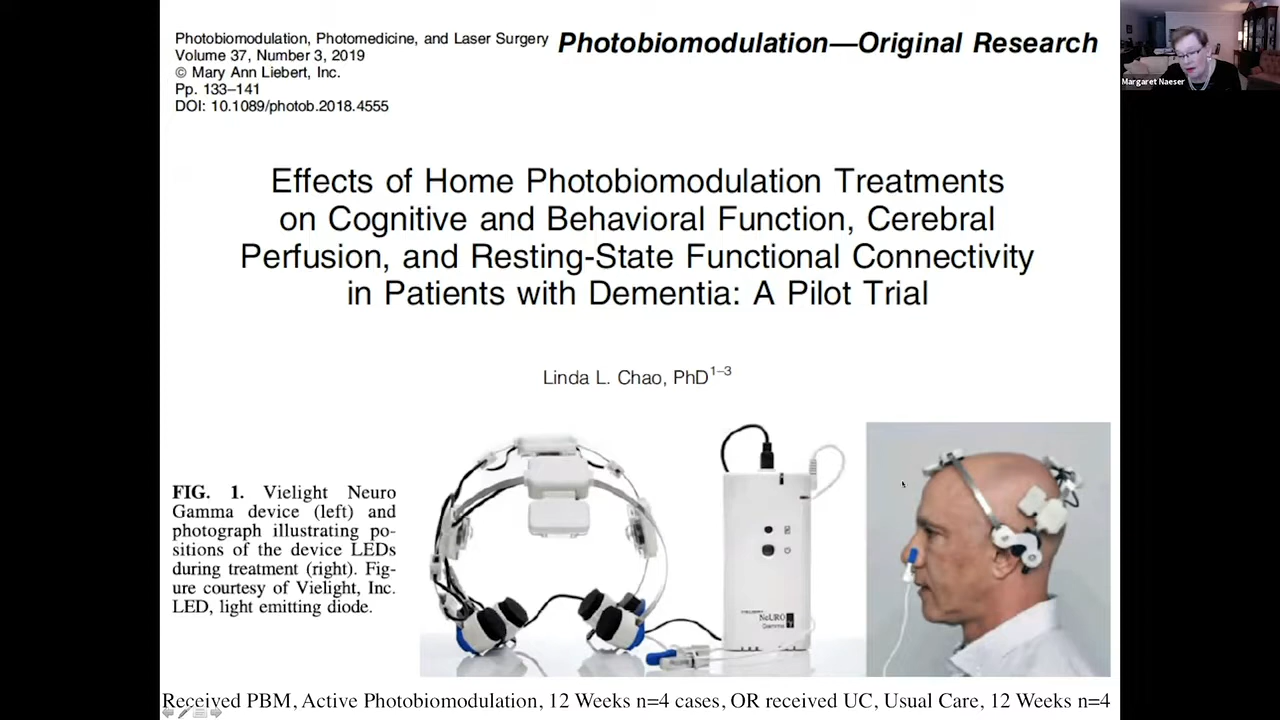 Photobiomodulation, Photomedicine, and Laser Surgery
Volume 37, Number 3, 2019
© Mary Ann Liebert, Inc.
Pp. 133–141
DOI: 10.1089/photob.2018.4555
Photobiomodulation—Original Research
Margaret Naeser
Effects of Home Photobiomodulation Treatments
on Cognitive and Behavioral Function, Cerebral
Perfusion, and Resting-State Functional Connectivity
in Patients with Dementia: A Pilot Trial
Linda L. Chao, PhD1–3
FIG. 1. Vielight Neuro
Gamma device (left) and
photograph illustrating po-
sitions of the device LEDs
during treatment (right). Fig-
ure courtesy of Vielight, Inc.
LED, light emitting diode.
NeURO
Gamma
Received PBM, Active Photobiomodulation, 12 Weeks n=4 cases, OR received UC, Usual Care, 12 Weeks n=4